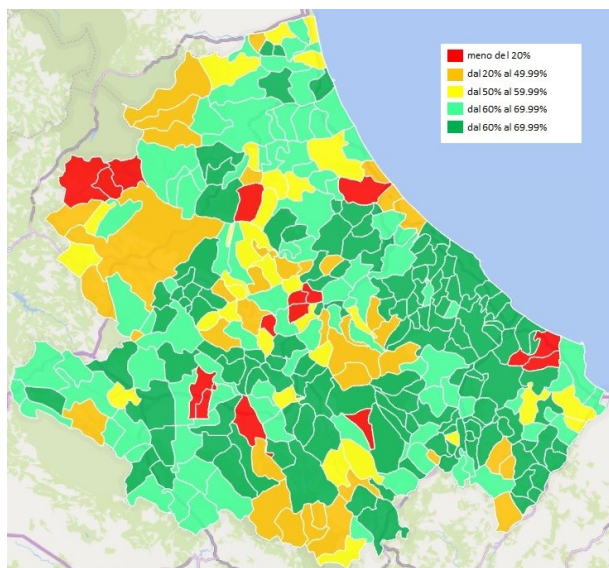 meno del 20%
dal 20% al 49.99%
dal 50% al 59.99%
dal 60% al 69.99%
dal 60% al 69.99%